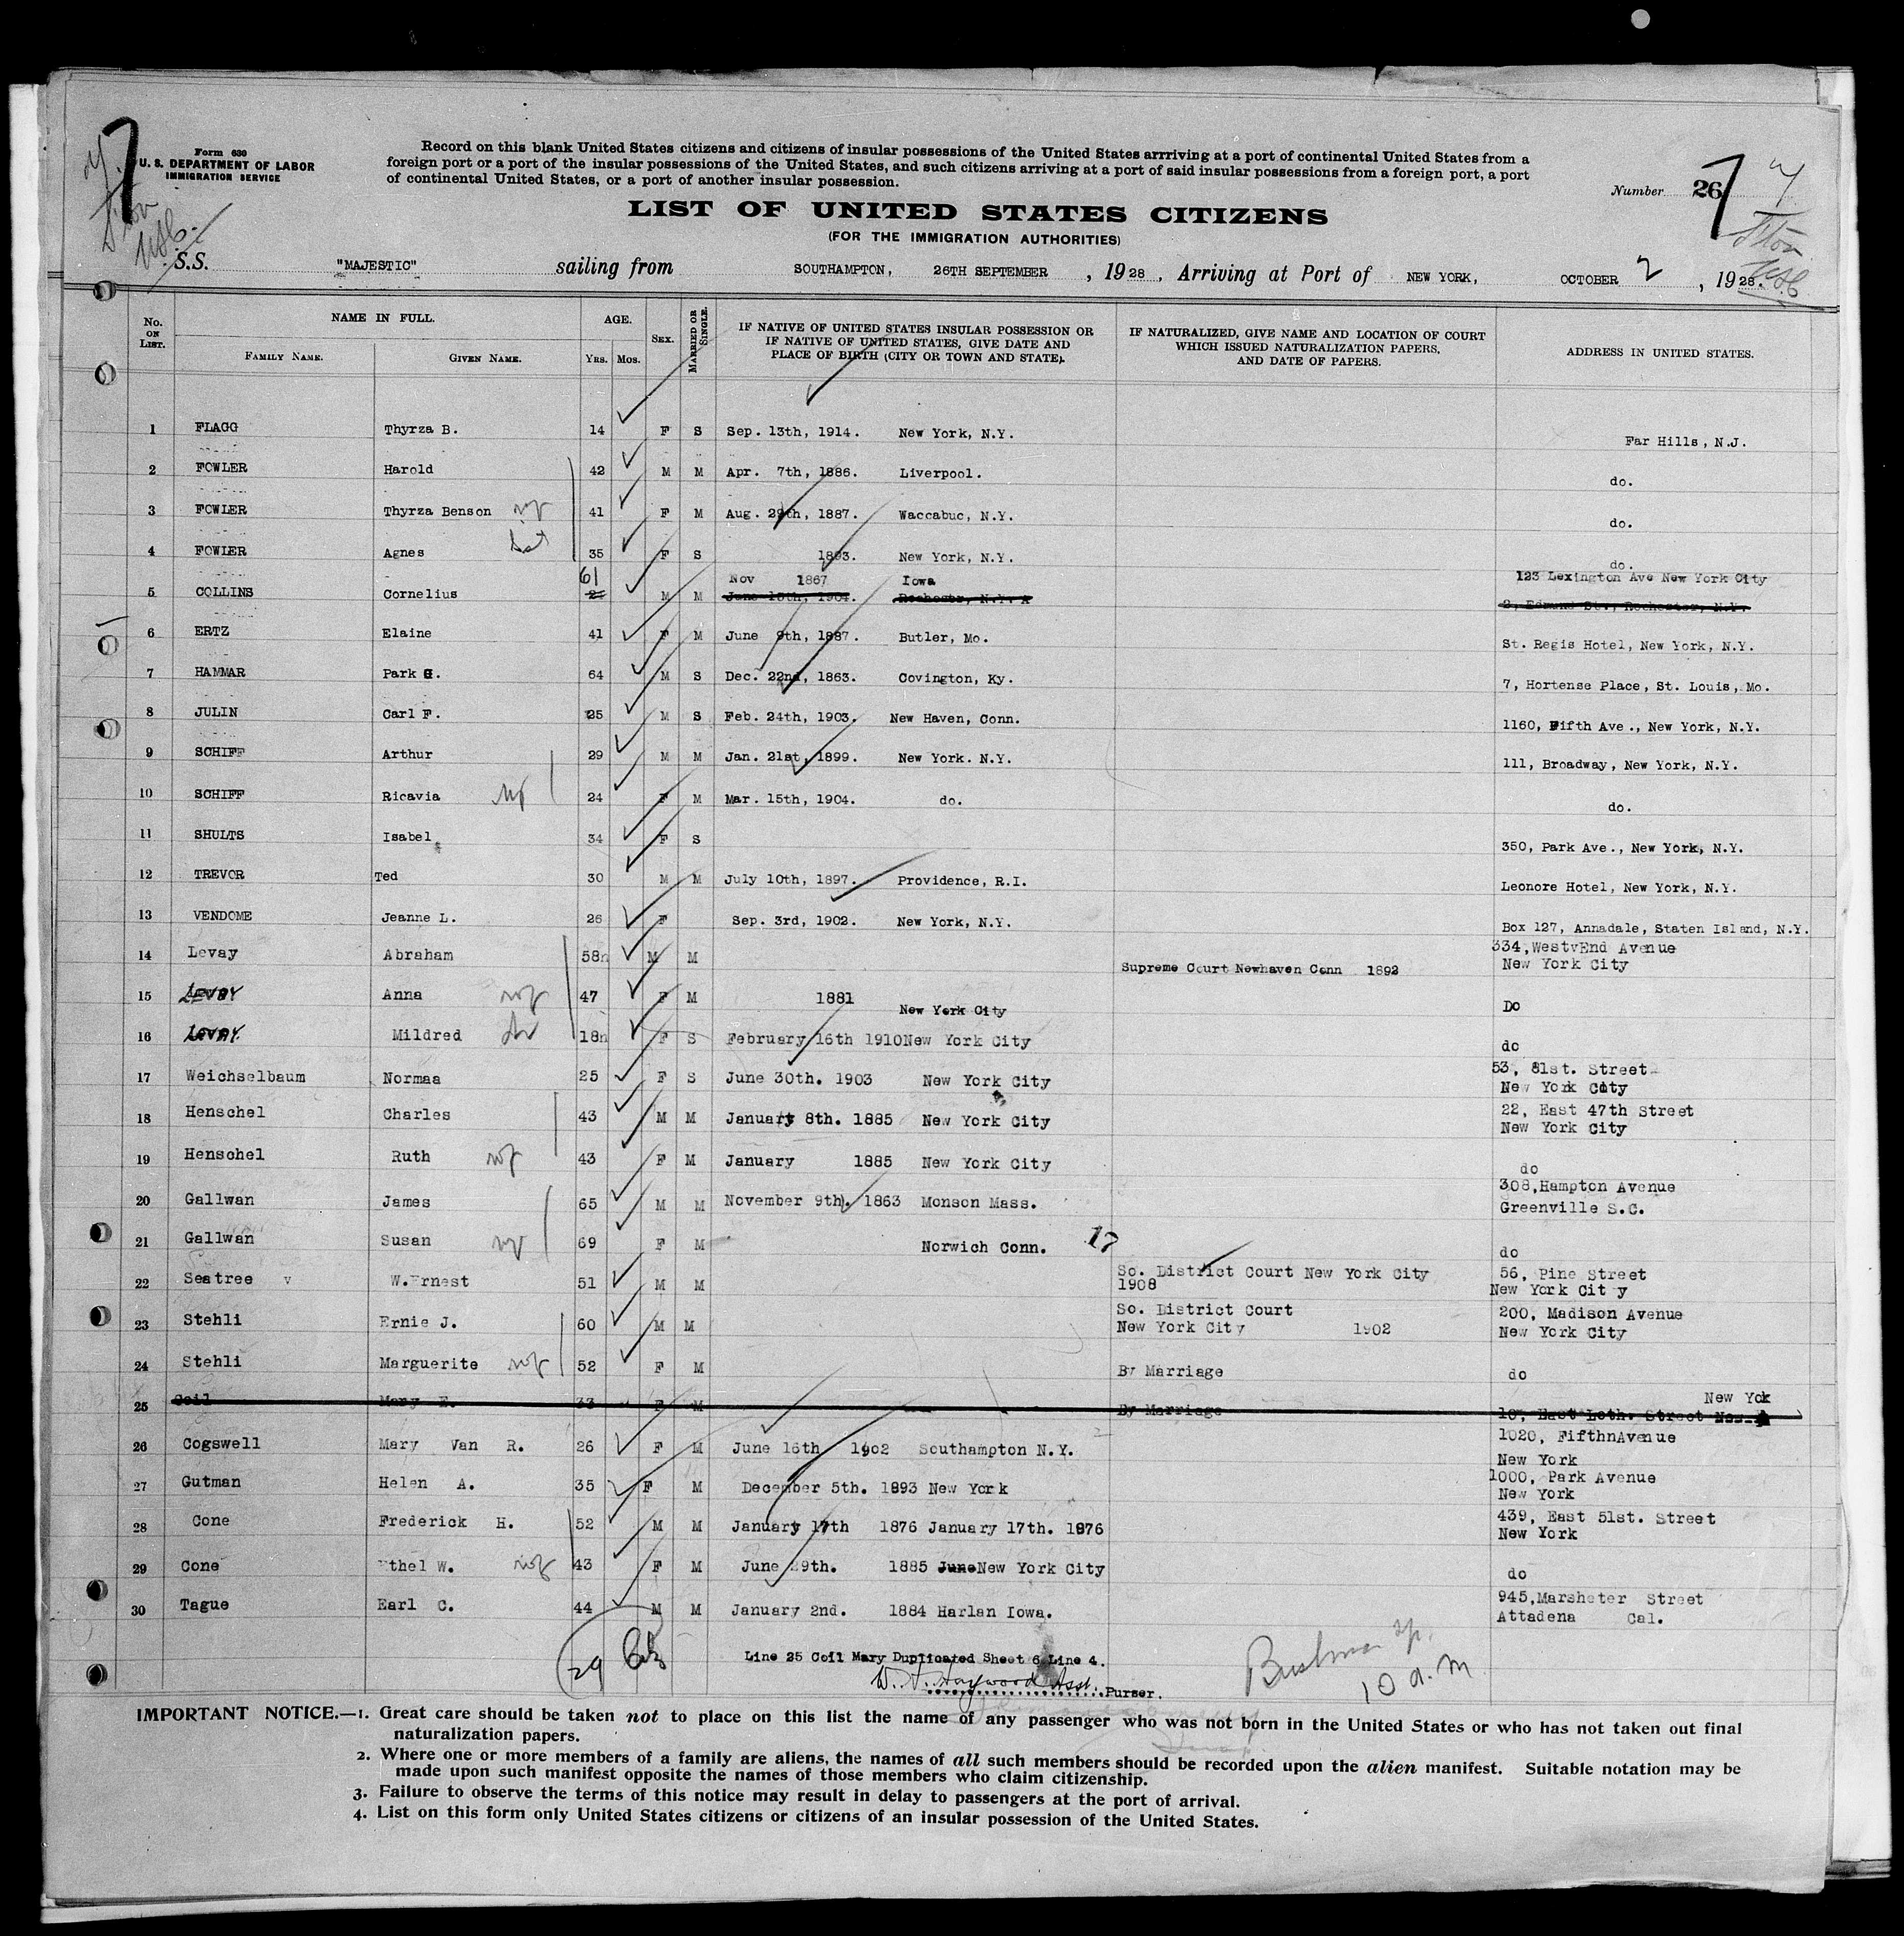 Form 630
U. S. DEPARTMENT OF LABOR
IMMIGRATION SERVICE
Record on this blank United States citizens and citizens of insular possessions of the United States arrriving at a port of continental United States from a
foreign port or a port of the insular possessions of the United States, and such citizens arriving at a port of said insular possessions from a foreign port, a port
of continental United States, or a port of another insular possession.
7
Number 26 7
LIST OF UNITED STATES CITIZENS
(FOR THE IMMIGRATION AUTHORITIES)
S.S. "MAJESTIC" sailing from SOUTHAMPTON, 26TH SEPTEMBER, 1928, Arriving at Port of NEW YORK, OCTOBER 2, 1928.
No. ON LIST. NAME IN FULL. FAMILY NAME. GIVEN NAME. AGE. YRS. MOS. SEX. MARRIED OR SINGLE. IF NATIVE OF UNITED STATES INSULAR POSSESSION OR IF NATIVE OF UNITED STATES, GIVE DATE AND PLACE OF BIRTH (CITY OR TOWN AND STATE). IF NATURALIZED, GIVE NAME AND LOCATION OF COURT WHICH ISSUED NATURALIZATION PAPERS, AND DATE OF PAPERS. ADDRESS IN UNITED STATES.
1 FLAGG Thyrza B. 14 F S Sep. 13th, 1914. New York, N.Y. Far Hills, N.J.
2 FOWLER Harold 42 M M Apr. 7th, 1886. Liverpool. do.
3 FOWLER Thyrza Benson 41 F M Aug. 29th, 1887. Waccabuc, N.Y. do.
4 FOWLER Agnes 35 F S 1893. New York, N.Y. do.
61 Nov 1867 Iowa 123 Lexington Ave New York City
5 COLLINS Cornelius M M June 15th, 1904. Rochestr, N.Y. 2, Edmund St., Rochester, N.Y.
6 ERTZ Elaine 41 F M June 9th, 1887. Butler, Mo. St. Regis Hotel, New York, N.Y.
7 HAMMAR Park G. 64 M S Dec. 22nd, 1863. Covington, Ky. 7, Hortense Place, St. Louis, Mo.
8 JULIN Carl F. 25 M S Feb. 24th, 1903. New Haven, Conn. 1160, Fifth Ave., New York, N.Y.
9 SCHIFF Arthur 29 M M Jan. 21st, 1899. New York. N.Y. 111, Broadway, New York, N.Y.
10 SCHIFF Ricavia 24 F M Mar. 15th, 1904. do. do.
11 SHULTS Isabel 34 F S 350, Park Ave., New York, N.Y.
12 TREVOR Ted 30 M M July 10th, 1897. Providence, R.I. Leonore Hotel, New York, N.Y.
13 VENDOME Jeanne L. 26 F Sep. 3rd, 1902. New York, N.Y. Box 127, Annadale, Staten Island, N.Y.
14 Levay Abraham 58n M M Supreme Court Newhaven Conn 1892 334, WestvEnd Avenue
New York City
15 LEVAY Anna 47 F M 1881 New York City Do
16 LEVAY. Mildred 18n F S February 16th 1910New York City do
17 Weichselbaum Normaa 25 F S June 30th. 1903 New York City 53, 81st. Street
New York City
18 Henschel Charles 43 M M January 8th. 1885 New York City 22, East 47th Street
New York City
19 Henschel Ruth 43 F M January 1885 New York City do
20 Gallwan James 65 M M November 9th. 1863 Monson Mass. 308, Hampton Avenue
Greenville S.C.
21 Gallwan Susan 69 F M Norwich Conn. 17 do
22 Seatree v W.Ernest 51 M M So. District Court New York City
1908 56, Pine Street
New York City
23 Stehli Ernie J. 60 M M So. District Court
New York City 1902 200, Madison Avenue
New York City
24 Stehli Marguerite 52 F M By Marriage do
25 Coil Mary E. 33 F M By Marriage New Yok
26 Cogswell Mary Van R. 26 F M June 16th 1902 Southampton N.Y. 1020, FifthnAvenue
New York
27 Gutman Helen A. 35 F M December 5th. 1893 New York 1000, Park Avenue
New York
28 Cone Frederick H. 52 M M January 17th 1876 January 17th. 1876 439, East 51st. Street
New York
29 Cone Ethel W. 43 F M June 29th. 1885 June New York City do
30 Tague Earl C. 44 M M January 2nd. 1884 Harlan Iowa. 945, Marsheter Street
Attadena Cal.
29
Line 25 Coil Mary Duplicated Sheet 6 Line 4.
W. A. Haywood Asst. Purser.
10 a.m
IMPORTANT NOTICE.—1. Great care should be taken not to place on this list the name of any passenger who was not born in the United States or who has not taken out final
naturalization papers.
2. Where one or more members of a family are aliens, the names of all such members should be recorded upon the alien manifest. Suitable notation may be
made upon such manifest opposite the names of those members who claim citizenship.
3. Failure to observe the terms of this notice may result in delay to passengers at the port of arrival.
4. List on this form only United States citizens or citizens of an insular possession of the United States.